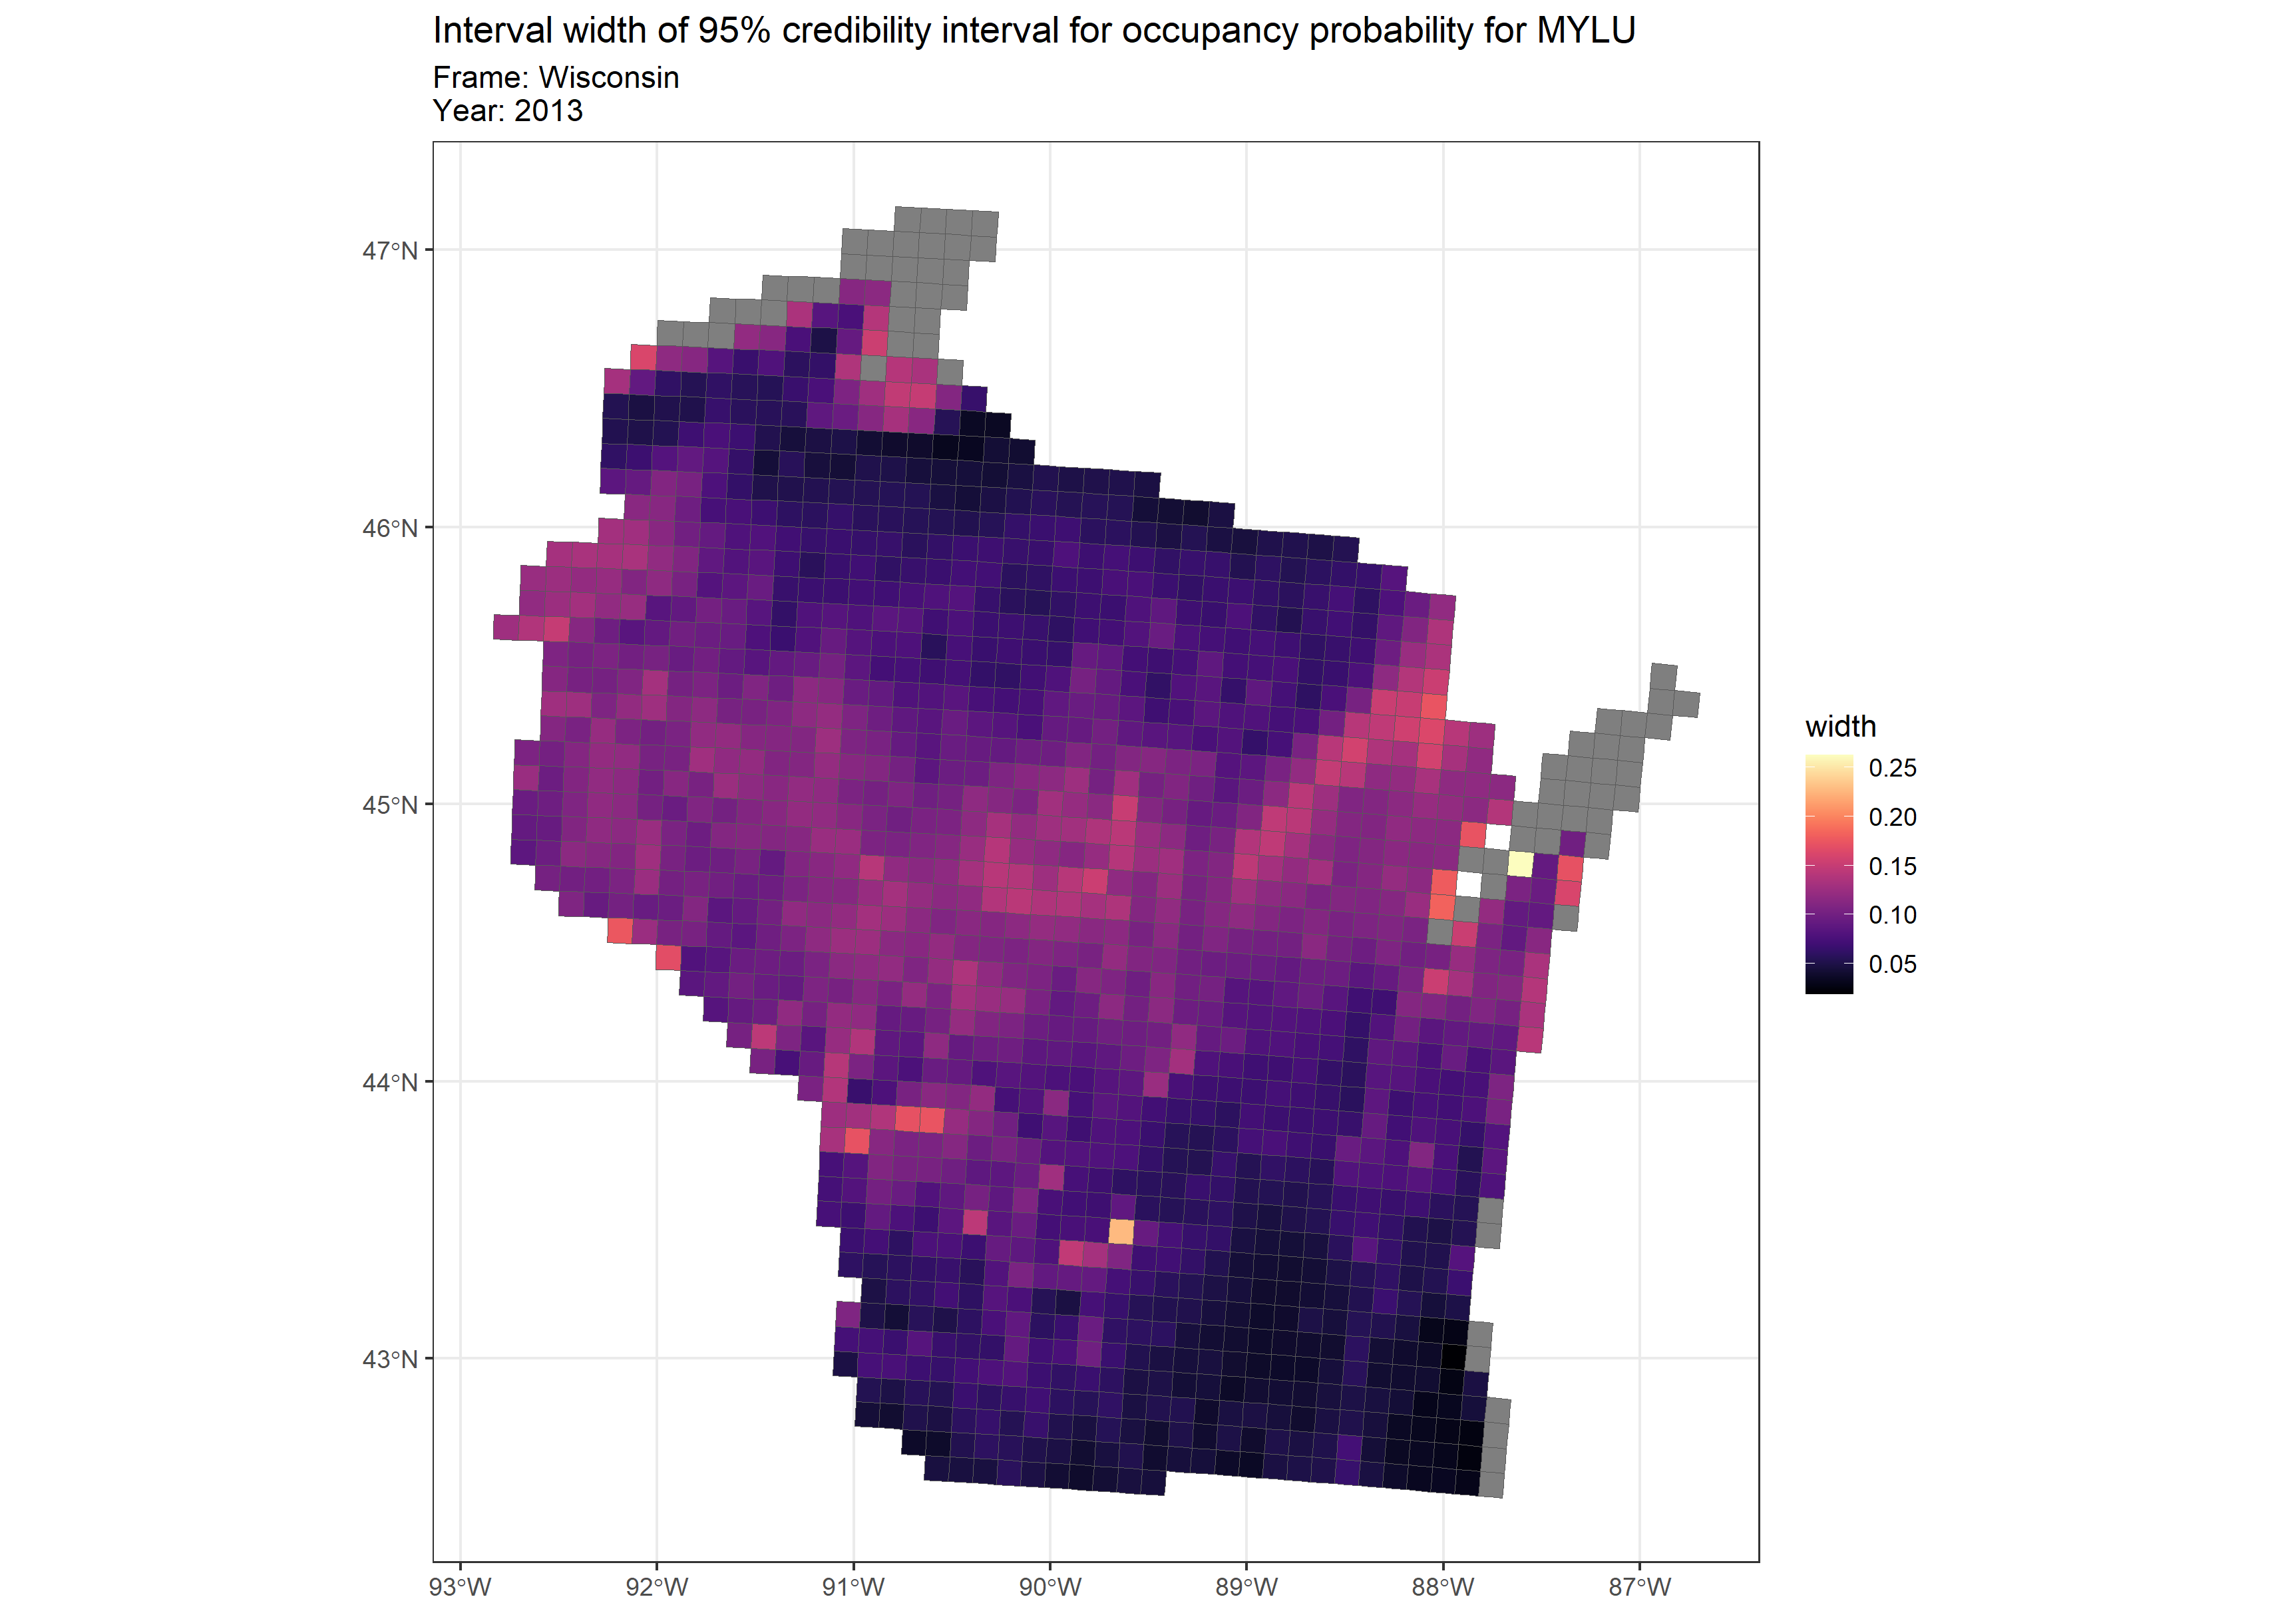 Interval width of 95% credibility interval for occupancy probability for MYLU
Frame: Wisconsin
Year: 2013
47°N
46°N
45°N
44°N
43°N
93°W
92°W
91°W
90°W
89°W
88°W
87°W
width
0.25
0.20
0.15
0.10
0.05